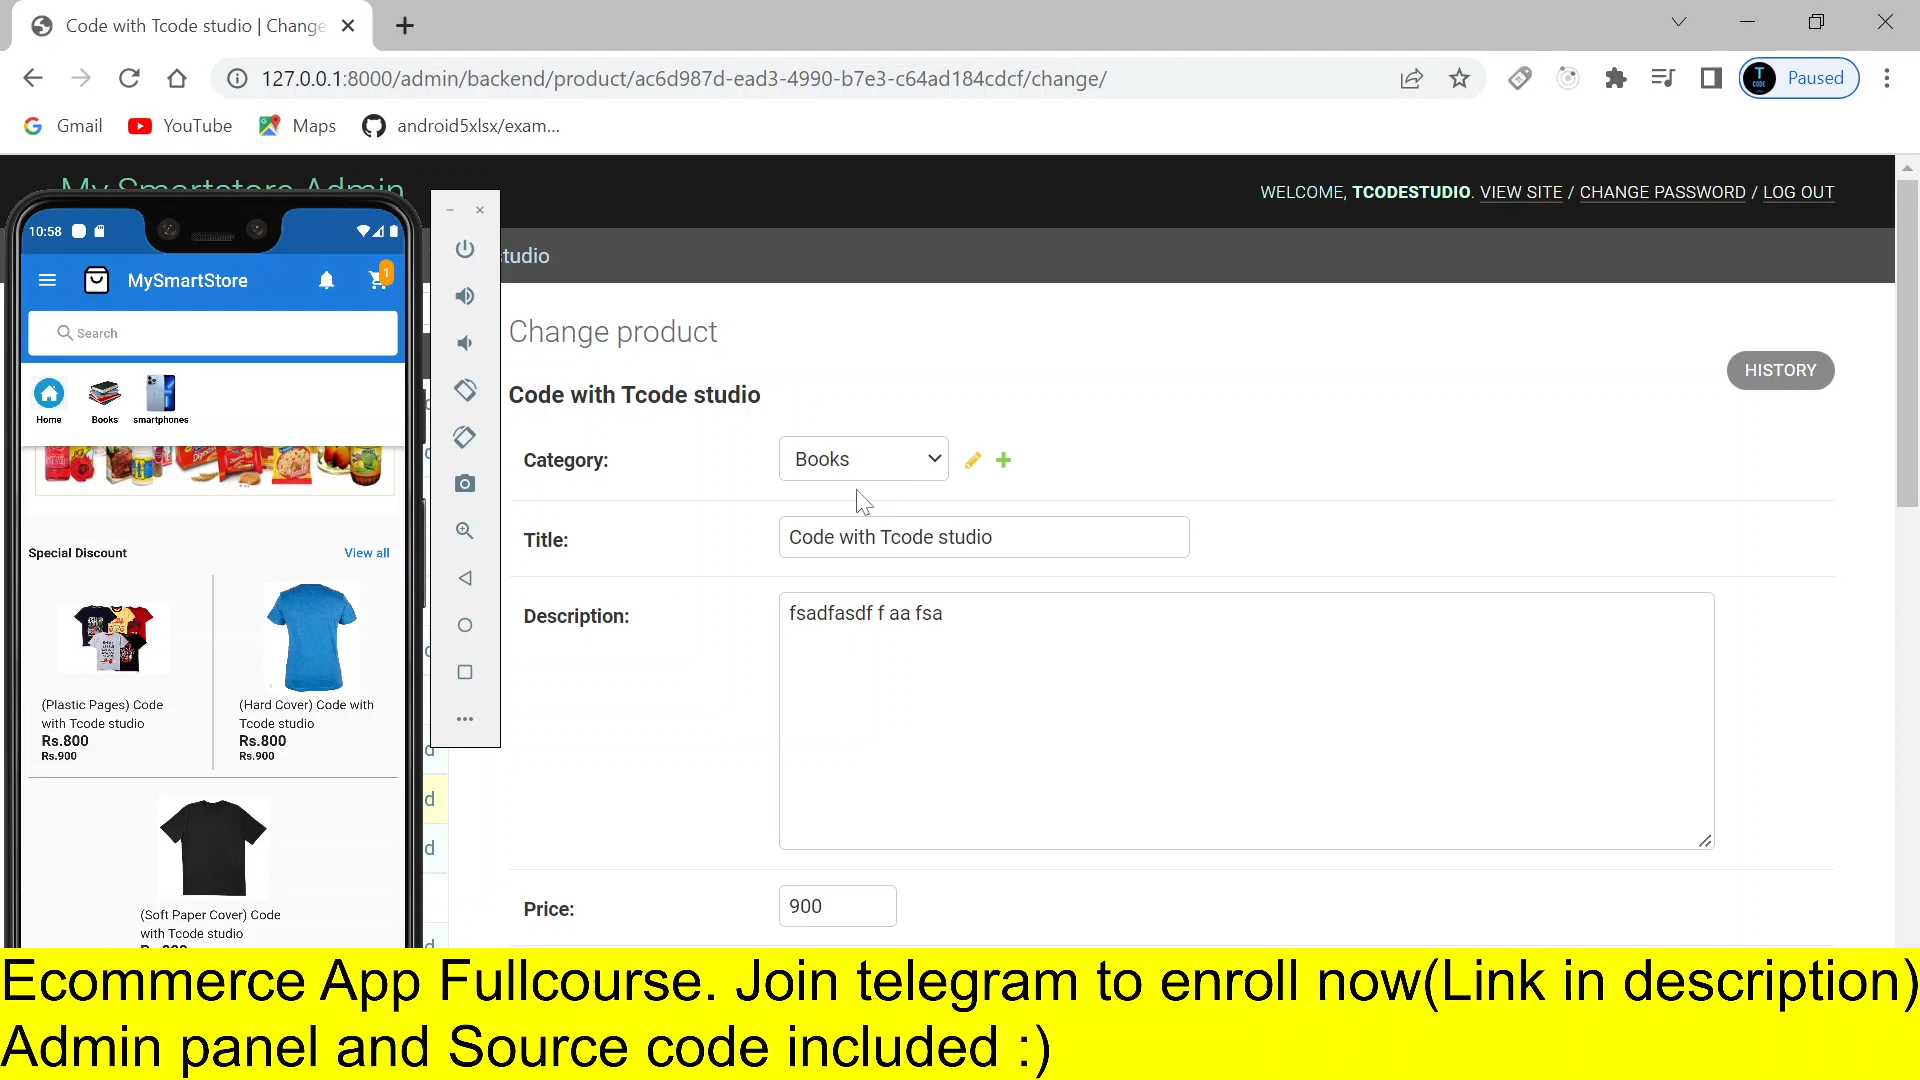 Code with Tcode studio | Change
127.0.0.1:8000/admin/backend/product/ac6d987d-ead3-4990-b7e3-c64ad184cdcf/change/
T CODE
Paused
Gmail
YouTube
Maps
android5xlsx/exam...
My Smartstore Admin
WELCOME, TCODESTUDIO. VIEW SITE / CHANGE PASSWORD / LOG OUT
tudio
10:58
MySmartStore
1
Search
Home
Books
smartphones
Special Discount
View all
(Plastic Pages) Code
with Tcode studio
Rs.800
Rs.900
(Hard Cover) Code with
Tcode studio
Rs.800
Rs.900
(Soft Paper Cover) Code
with Tcode studio
Change product
HISTORY
Code with Tcode studio
Category:
Books
Title:
Code with Tcode studio
Description:
fsadfasdf f aa fsa
Price:
900
Ecommerce App Fullcourse. Join telegram to enroll now(Link in description)
Admin panel and Source code included :)